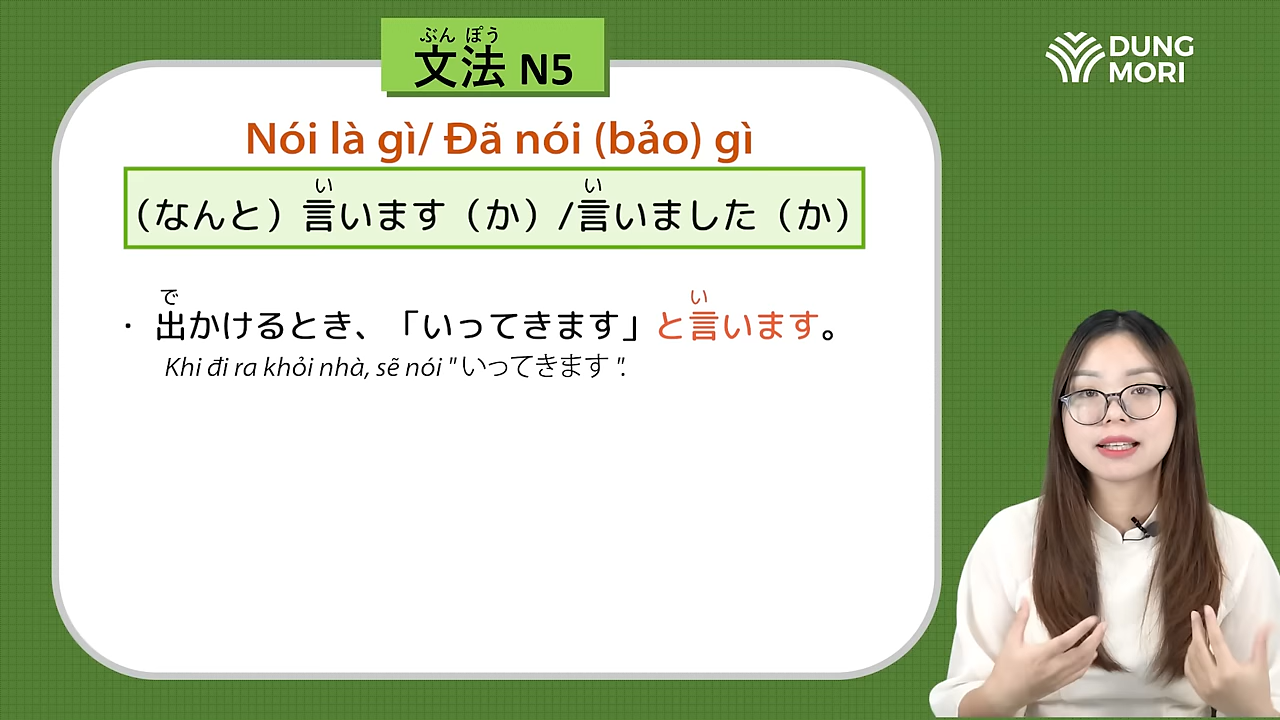 ぶん ぽう
文法 N5
DUNG
MORI
Nói là gì/ Đã nói (bảo) gì
い い
（なんと）言います（か）/言いました（か）
で い
・ 出かけるとき、「いってきます」と言います。
Khi đi ra khỏi nhà, sẽ nói " いってきます ".